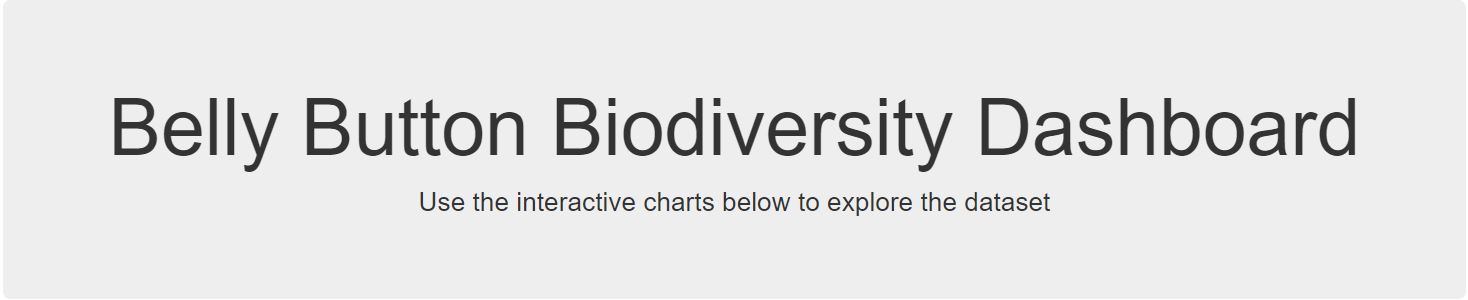 Belly Button Biodiversity Dashboard
Use the interactive charts below to explore the dataset